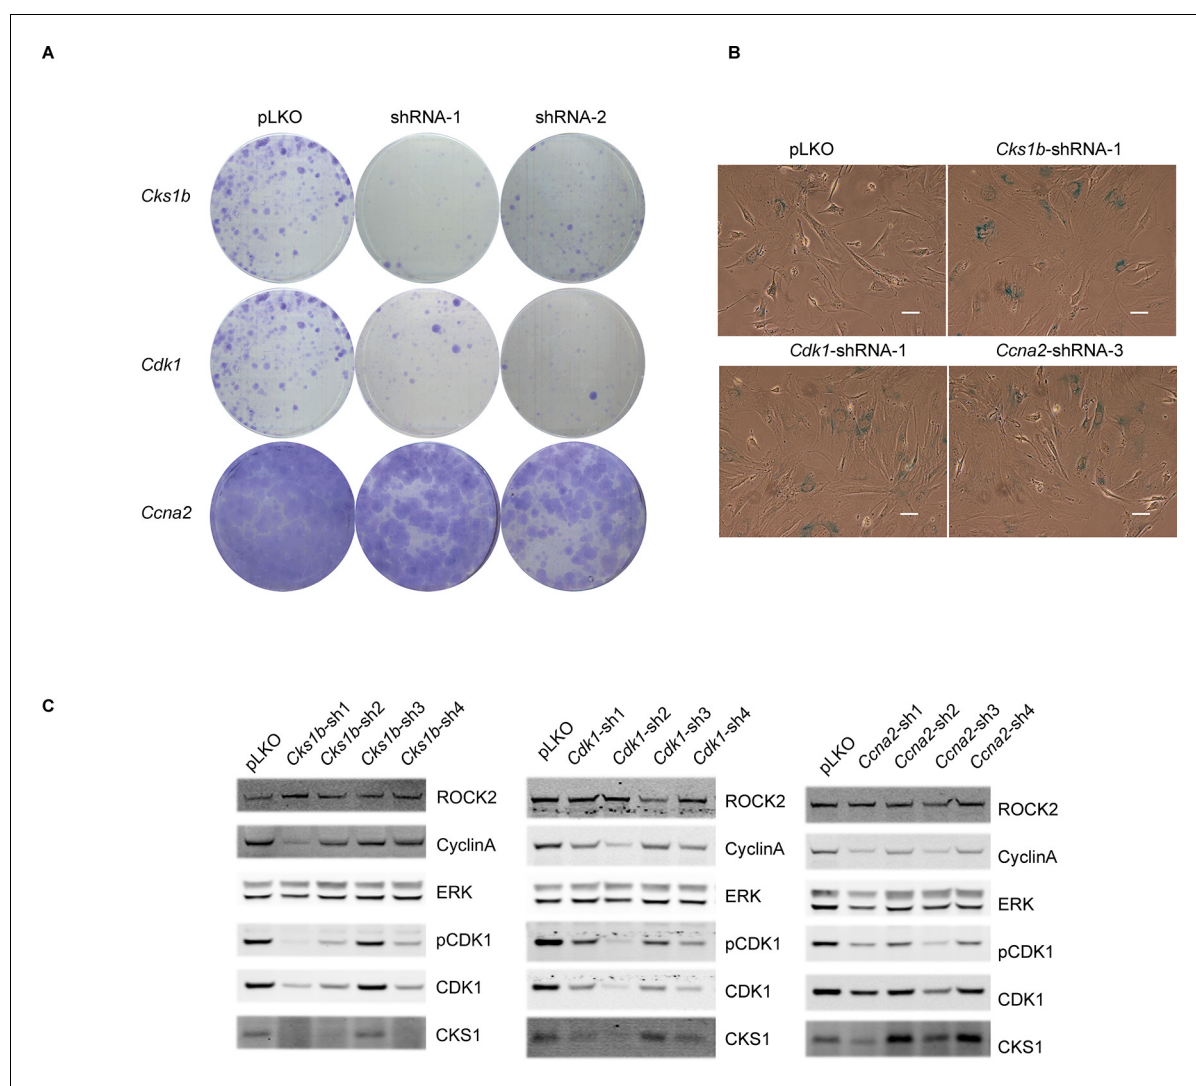 A
B
pLKO shRNA-1 shRNA-2
Cks1b
Cdk1
Ccna2
pLKO Cks1b-shRNA-1
Cdk1-shRNA-1 Ccna2-shRNA-3
C
pLKO Cks1b-sh1 Cks1b-sh2 Cks1b-sh3 Cks1b-sh4
ROCK2
CyclinA
ERK
pCDK1
CDK1
CKS1
pLKO Cdk1-sh1 Cdk1-sh2 Cdk1-sh3 Cdk1-sh4
ROCK2
CyclinA
ERK
pCDK1
CDK1
CKS1
pLKO Ccna2-sh1 Ccna2-sh2 Ccna2-sh3 Ccna2-sh4
ROCK2
CyclinA
ERK
pCDK1
CDK1
CKS1